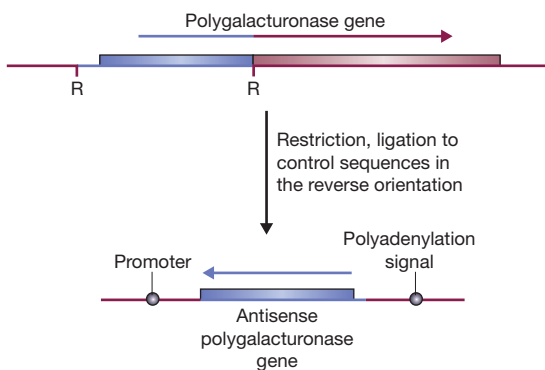 Polygalacturonase gene
R
R
Restriction, ligation to
control sequences in
the reverse orientation
Promoter
Polyadenylation
signal
Antisense
polygalacturonase
gene